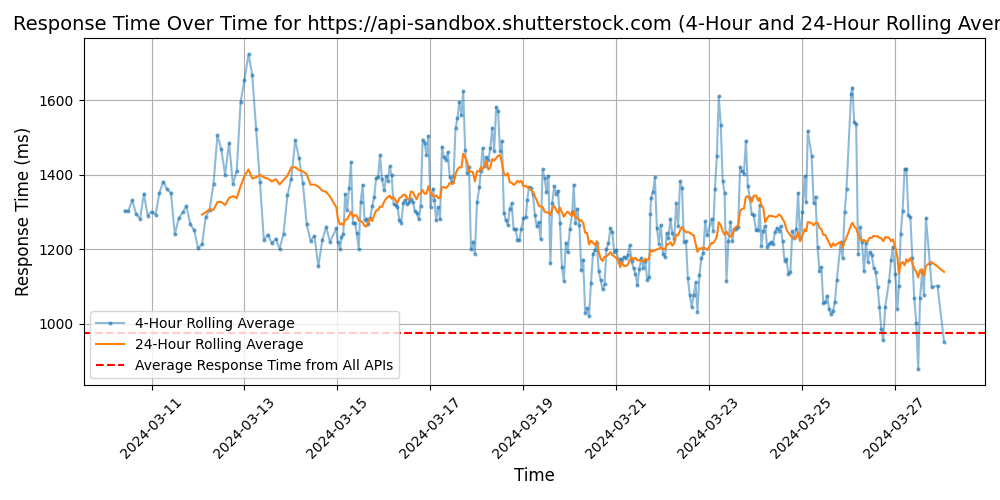 Response Time Over Time for https://api-sandbox.shutterstock.com (4-Hour and 24-Hour Rolling Aver
Response Time (ms)
1600
1400
1200
1000
4-Hour Rolling Average
24-Hour Rolling Average
Average Response Time from All APIs
2024-03-11
2024-03-13
2024-03-15
2024-03-17
2024-03-19
2024-03-21
2024-03-23
2024-03-25
2024-03-27
Time